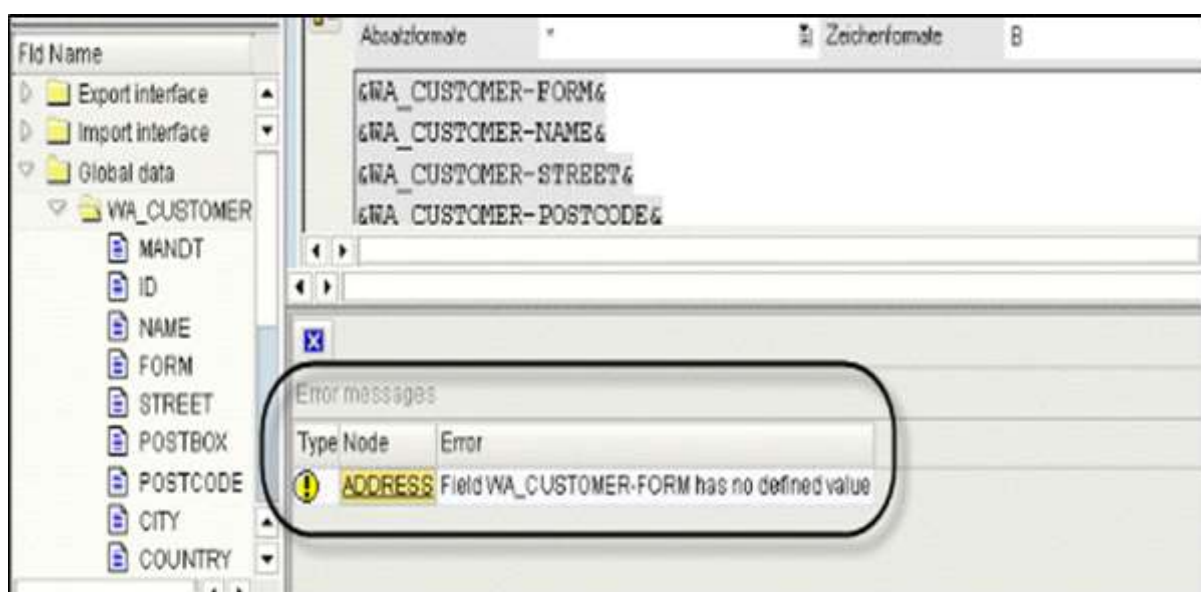 Fld Name
Export interface
Import interface
Global data
WA_CUSTOMER
MANDT
ID
NAME
FORM
STREET
POSTBOX
POSTCODE
CITY
COUNTRY
Absatzformate * Zeichenformate B
&WA_CUSTOMER-FORM&
&WA_CUSTOMER-NAME&
&WA_CUSTOMER-STREET&
&WA_CUSTOMER-POSTCODE&
Error messages
Type Node Error
ADDRESS Field WA_CUSTOMER-FORM has no defined value